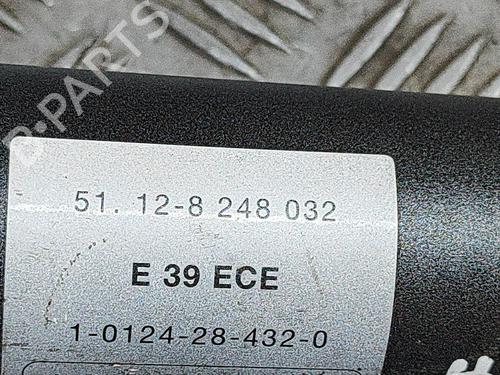 B-PARTS
51. 12-8 248 032
E 39 ECE
1-0124-28-432-0